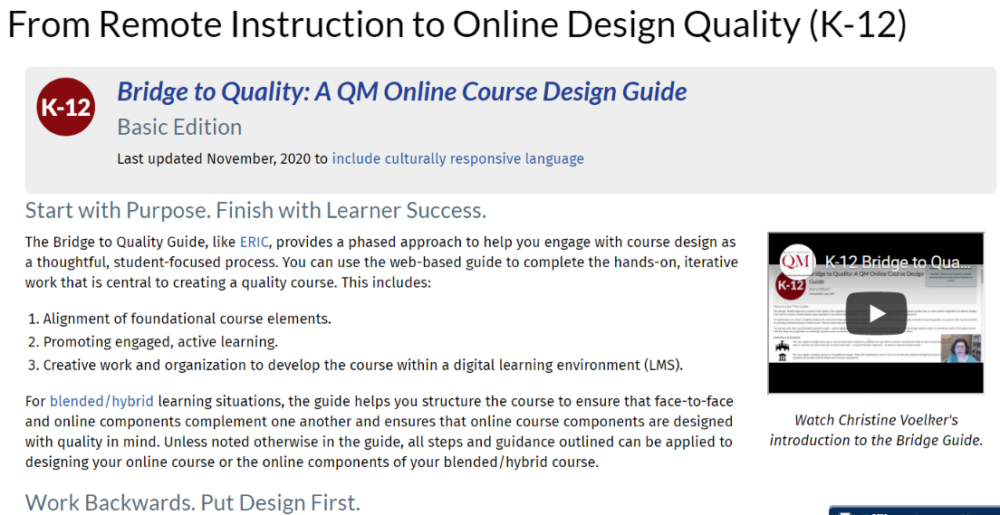 From Remote Instruction to Online Design Quality (K-12)
K-12
Bridge to Quality: A QM Online Course Design Guide
Basic Edition
Last updated November, 2020 to include culturally responsive language
Start with Purpose. Finish with Learner Success.
The Bridge to Quality Guide, like ERIC, provides a phased approach to help you engage with course design as
a thoughtful, student-focused process. You can use the web-based guide to complete the hands-on, iterative
work that is central to creating a quality course. This includes:
1. Alignment of foundational course elements.
2. Promoting engaged, active learning.
3. Creative work and organization to develop the course within a digital learning environment (LMS).
For blended/hybrid learning situations, the guide helps you structure the course to ensure that face-to-face
and online components complement one another and ensures that online course components are designed
with quality in mind. Unless noted otherwise in the guide, all steps and guidance outlined can be applied to
designing your online course or the online components of your blended/hybrid course.
Work Backwards. Put Design First.
QM
K-12 Bridge to Qua...
K-12
Bridge to Quality: A QM Online Course Design
Guide
Watch Christine Voelker's
introduction to the Bridge Guide.